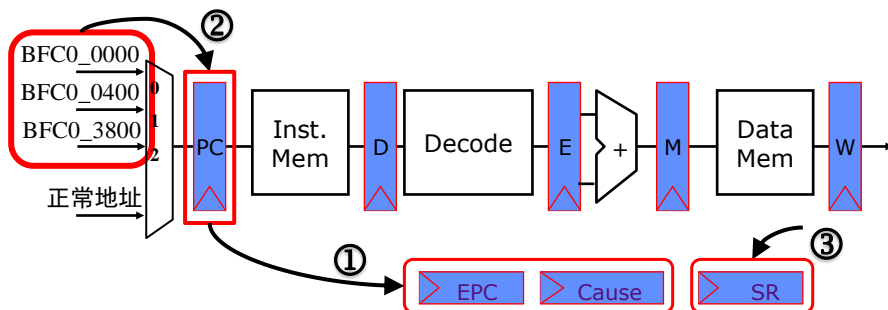 ②
BFC0_0000
BFC0_0400
BFC0_3800
正常地址
0
1
2
PC
Inst.
Mem
D
Decode
E
+
M
Data
Mem
W
①
③
EPC
Cause
SR